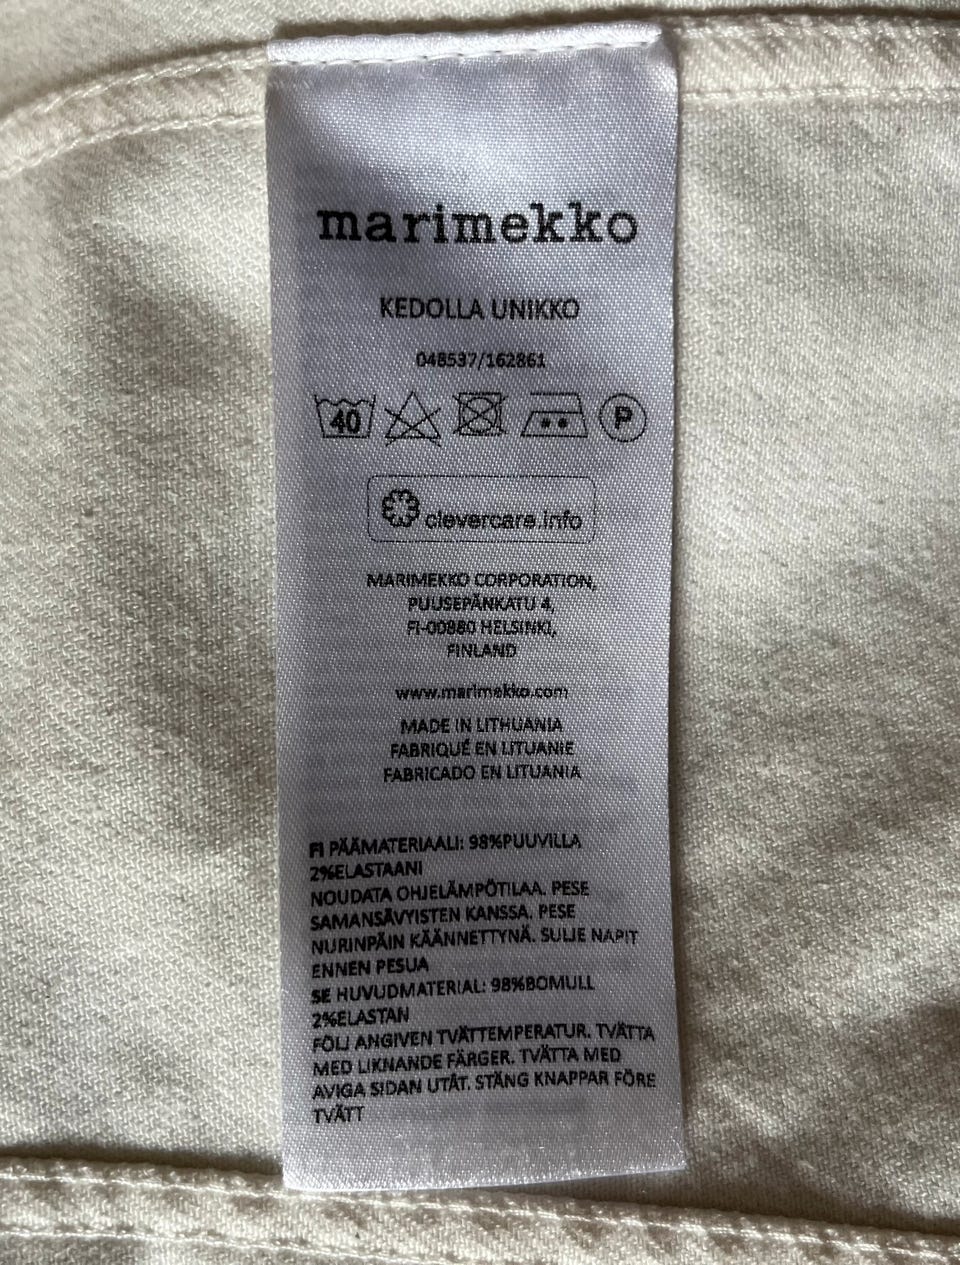 marimekko
KEDOLLA UNIKKO
048537/162861
40 P
clevercare.info
MARIMEKKO CORPORATION,
PUUSEPÄNKATU 4,
FI-00880 HELSINKI,
FINLAND
www.marimekko.com
MADE IN LITHUANIA
FABRIQUÉ EN LITUANIE
FABRICADO EN LITUANIA
FI PÄÄMATERIAALI: 98%PUUVILLA
2%ELASTAANI
NOUDATA OHJELÄMPÖTILAA. PESE
SAMANSÄVYISTEN KANSSA. PESE
NURINPÄIN KÄÄNNETTYNÄ. SULJE NAPIT
ENNEN PESUA
SE HUVUDMATERIAL: 98%BOMULL
2%ELASTAN
FÖLJ ANGIVEN TVÄTTEMPERATUR. TVÄTTA
MED LIKNANDE FÄRGER. TVÄTTA MED
AVIGA SIDAN UTÅT. STÄNG KNAPPAR FÖRE
TVÄTT